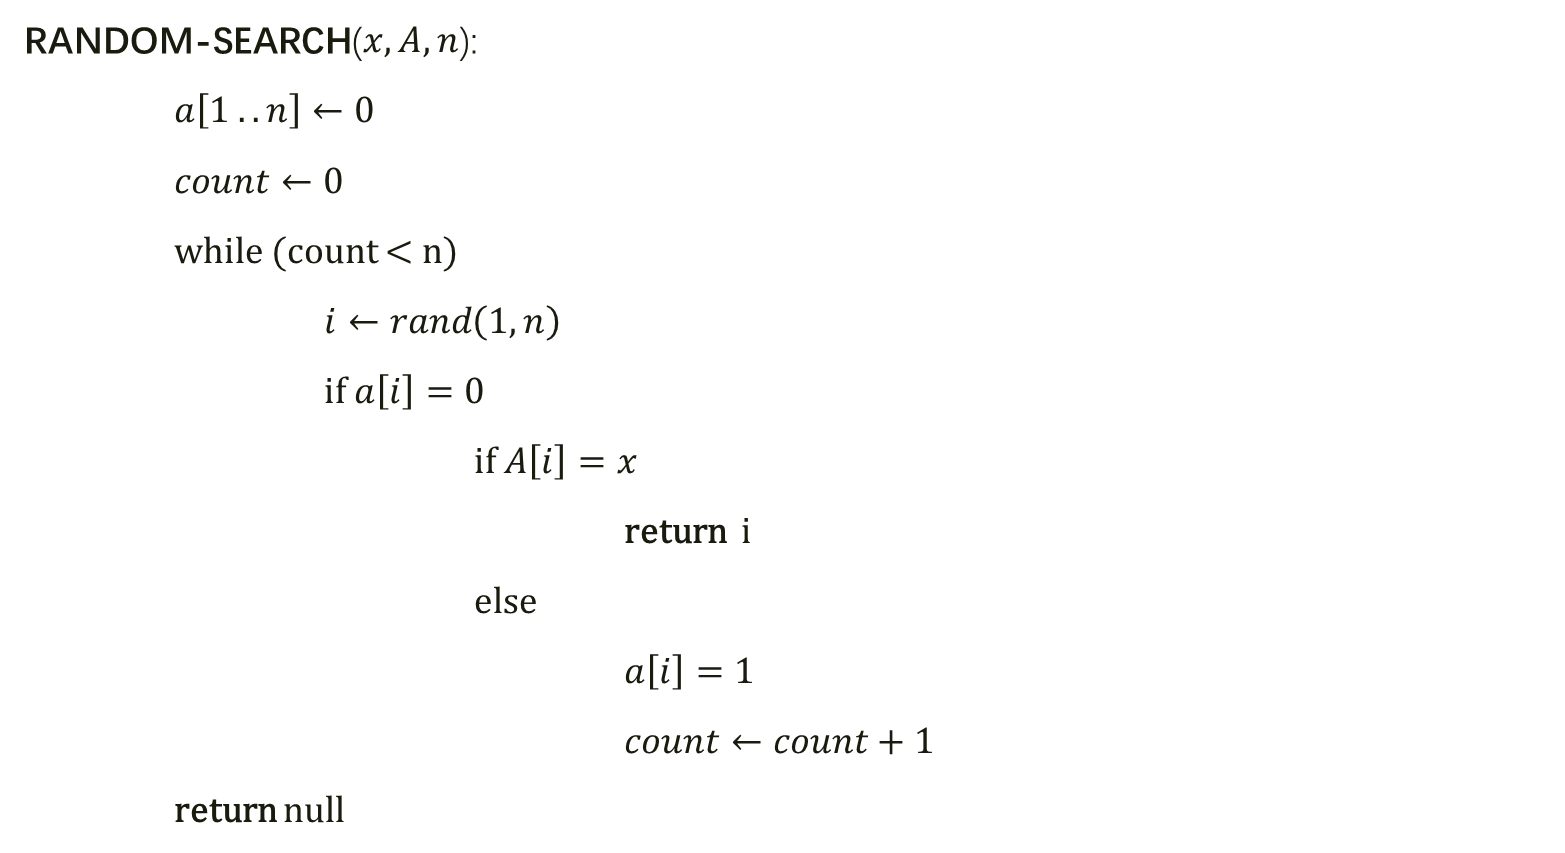 RANDOM-SEARCH(x, A, n):
a[1 . . n] ← 0
count ← 0
while (count < n)
i ← rand(1, n)
if a[i] = 0
if A[i] = x
return i
else
a[i] = 1
count ← count + 1
return null